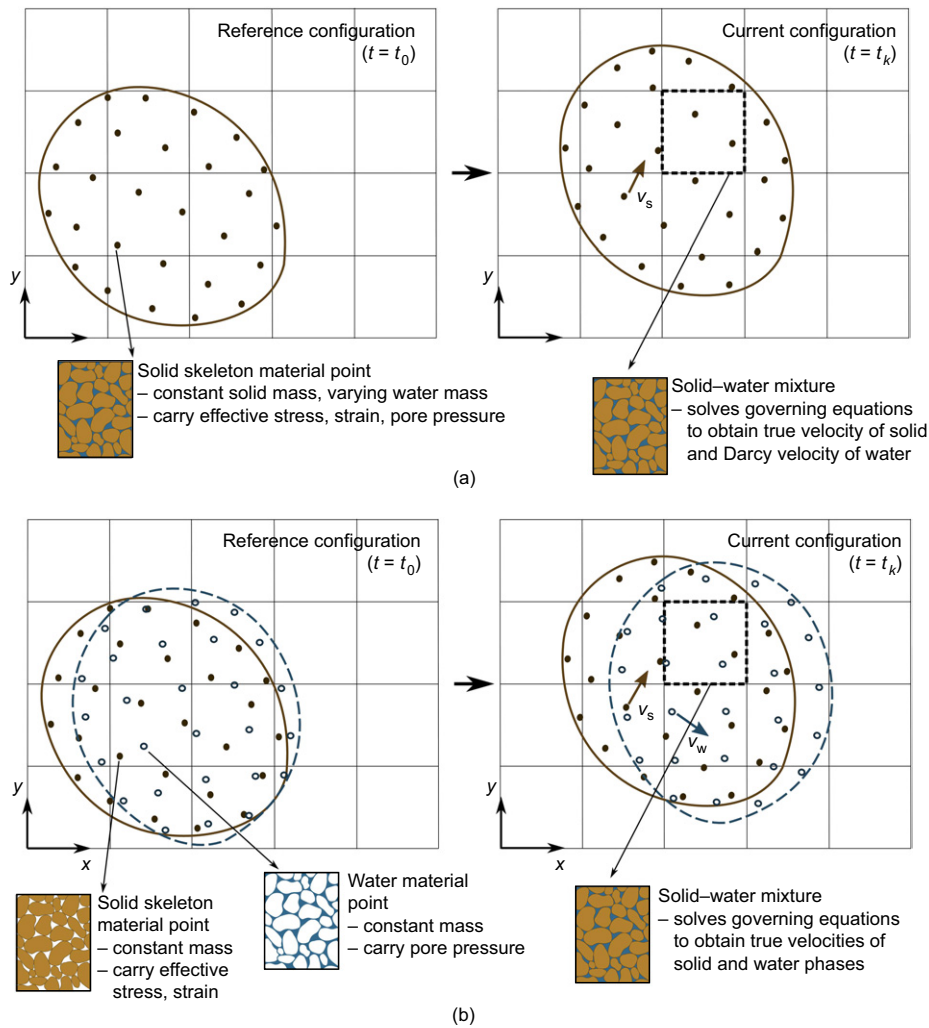 Reference configuration
(t = t0)
Current configuration
(t = tk)
vs
y
Solid skeleton material point
– constant solid mass, varying water mass
– carry effective stress, strain, pore pressure
Solid–water mixture
– solves governing equations
to obtain true velocity of solid
and Darcy velocity of water
(a)
Reference configuration
(t = t0)
Current configuration
(t = tk)
vs
vw
y
x
y
x
Solid skeleton
material point
– constant mass
– carry effective
stress, strain
Water material
point
– constant mass
– carry pore pressure
Solid–water mixture
– solves governing equations
to obtain true velocities of
solid and water phases
(b)